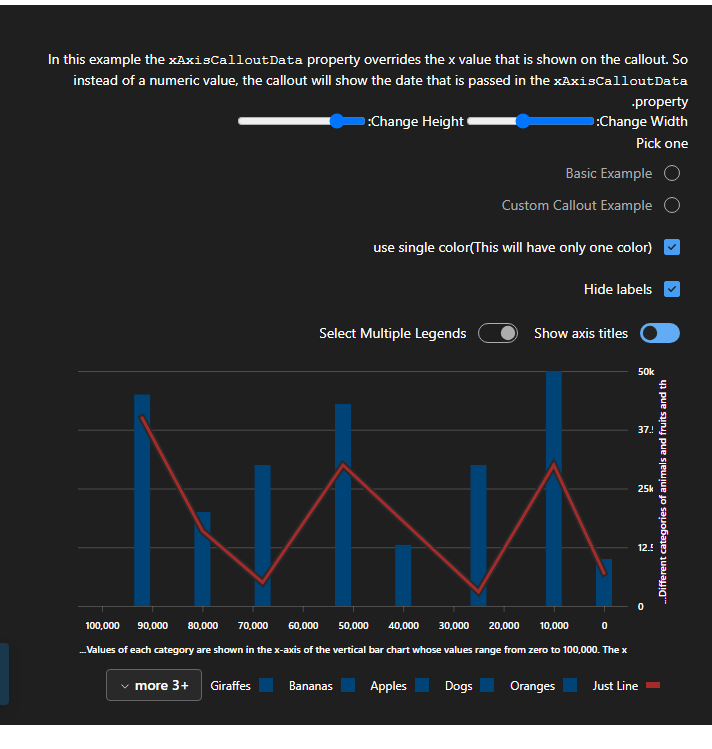 In this example the xAxisCalloutData property overrides the x value that is shown on the callout. So
instead of a numeric value, the callout will show the date that is passed in the xAxisCalloutData
.property
:Change Width
:Change Height
Pick one
Basic Example
Custom Callout Example
use single color(This will have only one color)
Hide labels
Show axis titles
Select Multiple Legends
50k
37.5
25k
12.5
0
...Different categories of animals and fruits and th
100,000 90,000 80,000 70,000 60,000 50,000 40,000 30,000 20,000 10,000 0
...Values of each category are shown in the x-axis of the vertical bar chart whose values range from zero to 100,000. The x
Just Line
Oranges
Dogs
Apples
Bananas
Giraffes
more 3+